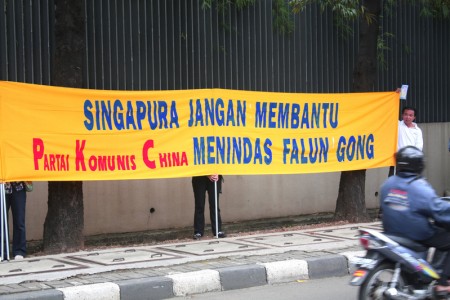 SINGAPURA JANGAN MEMBANTU
PARTAI KOMUNIS CHINA MENINDAS FALUN GONG